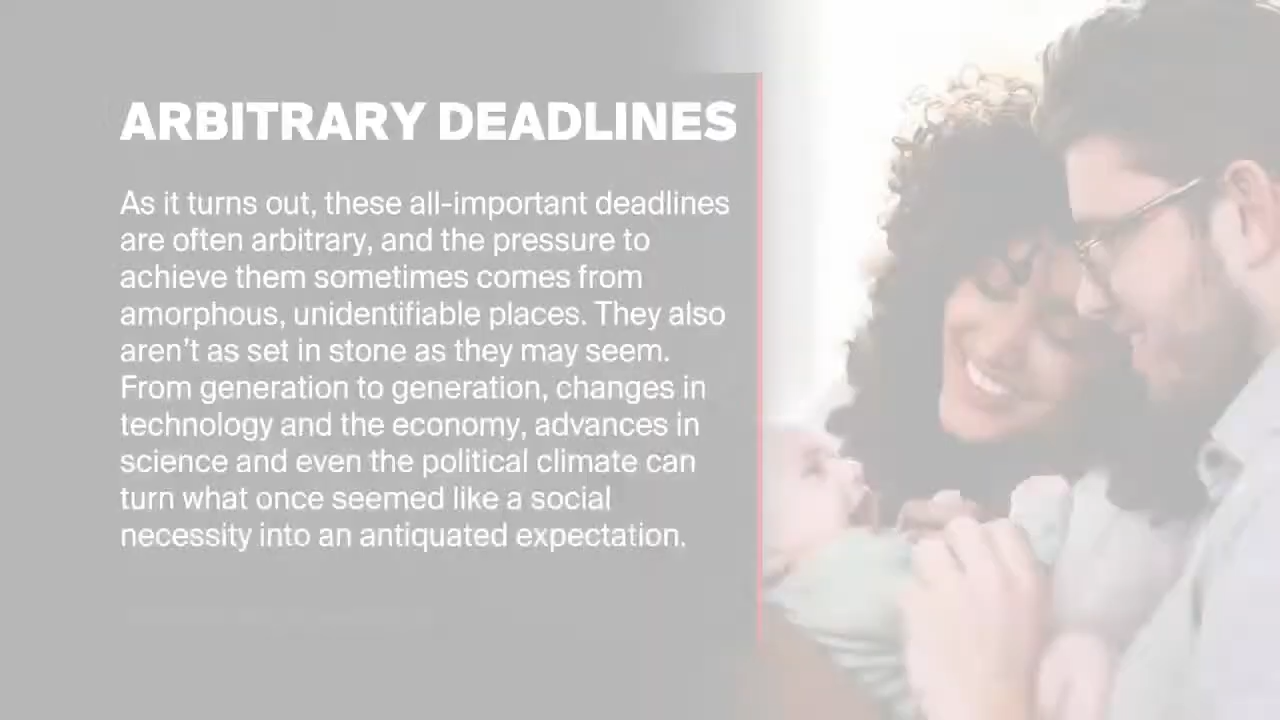 ARBITRARY DEADLINES
As it turns out, these all-important deadlines
are often arbitrary, and the pressure to
achieve them sometimes comes from
amorphous, unidentifiable places. They also
aren't as set in stone as they may seem.
From generation to generation, changes in
technology and the economy, advances in
science and even the political climate can
turn what once seemed like a social
necessity into an antiquated expectation.